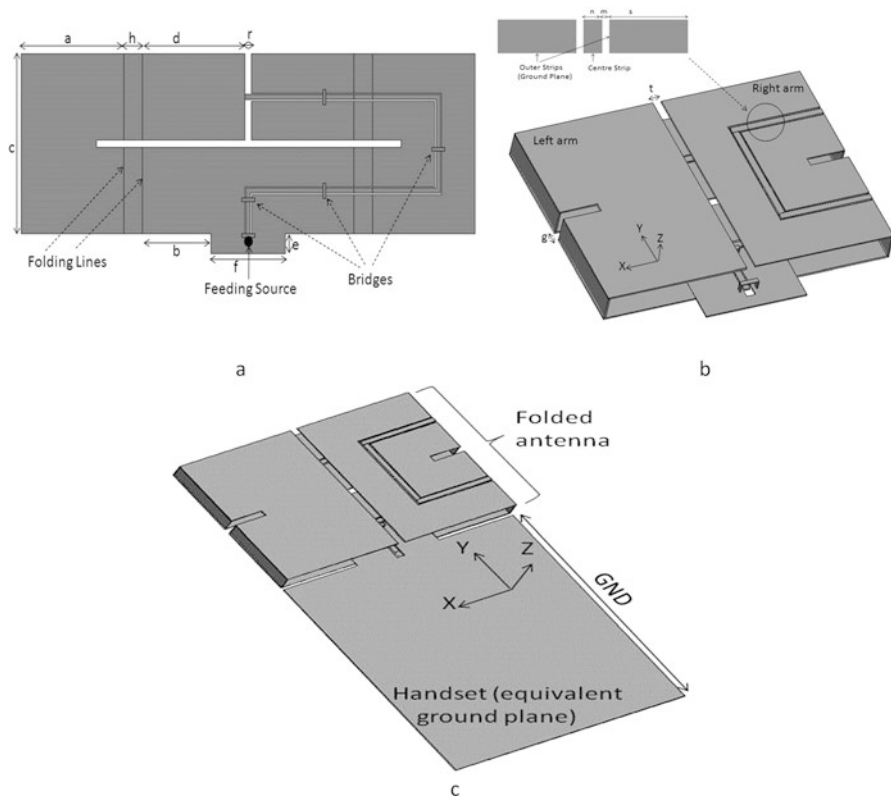 a
h
d
r
c
b
e
f
Folding Lines
Feeding Source
Bridges
a
n m s
Outer Strips
(Ground Plane)
Centre Strip
t
Right arm
Left arm
g
Y
Z
X
b
Folded
antenna
Y
Z
X
GND
Handset (equivalent
ground plane)
c